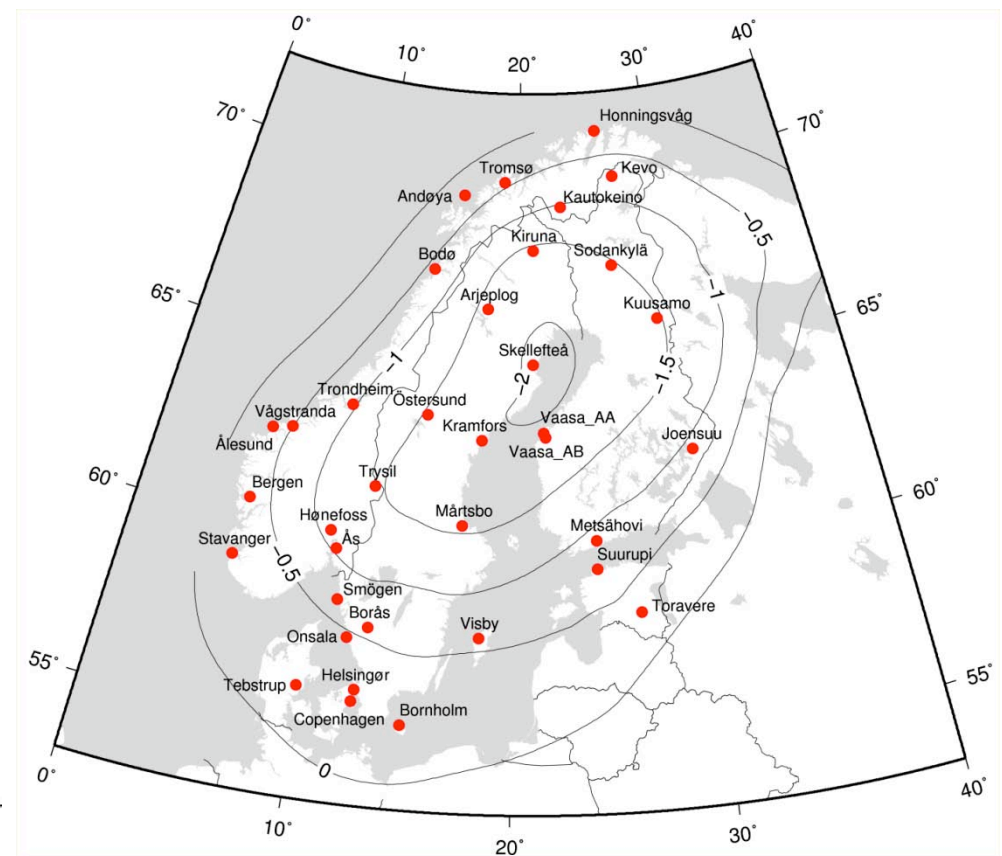 0°
40°
10°
20°
30°
70°
70°
Honningsvåg
Tromsø
Kevo
Andøya
Kautokeino
−0.5
Kiruna
Bodø
Sodankylä
−1
65°
Arjeplog
Kuusamo
65°
Skellefteå
−1
−2
−1.5
Trondheim
Östersund
Vågstranda
Kramfors
Vaasa_AA
Ålesund
Vaasa_AB
Joensuu
Trysil
60°
Bergen
60°
Mårtsbo
Hønefoss
Metsähovi
Stavanger
Ås
Suurupi
−0.5
Smögen
Toravere
Borås
Visby
Onsala
55°
Tebstrup
Helsingør
55°
Copenhagen
Bornholm
0
0°
40°
10°
30°
20°